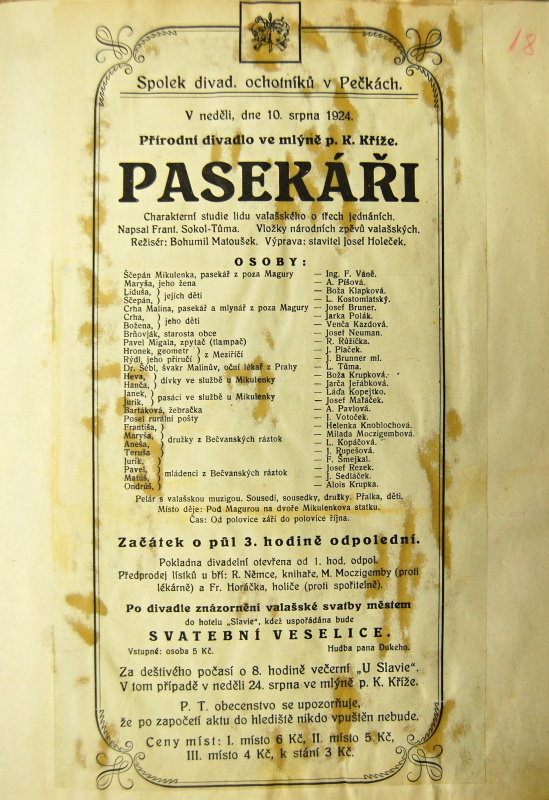 18
Spolek divad. ochotníků v Pečkách.
V neděli, dne 10. srpna 1924.
Přírodní divadlo ve mlýně p. K. Kříže.
PASEKÁŘI
Charakterní studie lidu valašského o třech jednáních.
Napsal Frant. Sokol-Tůma. Vložky národních zpěvů valašských.
Režisér: Bohumil Matoušek. Výprava: stavitel Josef Holeček.
OSOBY:
Ščepán Mikulenka, pasekář z poza Magury — Ing. F. Váně.
Maryša, jeho žena — A. Píšová.
Liduša, } jejich děti — Boža Klapková.
Ščepán, } — L. Kostomlatský.
Crha Malina, pasekář a mlynář z poza Magury — Josef Bruner.
Crha, } jeho děti — Jarka Polák.
Božena, } — Venča Kazdová.
Brňovják, starosta obce — Josef Neuman.
Pavel Migala, zpytač (tlampač) — R. Růžička.
Hronek, geometr } z Meziříčí — J. Plaček.
Rýdl, jeho příručí } — J. Brunner ml.
Dr. Šébl, švakr Malinův, oční lékař z Prahy — L. Tůma.
Heva, } dívky ve službě u Mikulenky — Boža Krupková.
Hanča, } — Jarča Jeřábková.
Janek, } pasáci ve službě u Mikulenky — Láďa Kopejtko.
Jurik, } — Josef Mařáček.
Bartáková, žebračka — A. Pavlová.
Posel rurální pošty — J. Votoček.
Františa, } družky z Bečvanských ráztok — Helenka Knoblochová.
Maryša, } — Milada Moczigembová.
Aneša, } — L. Kopáčová.
Teruša } — J. Rupešová.
Jurik, } mládenci z Bečvanských ráztok — F. Smejkal.
Pavel, } — Josef Rezek.
Matúš, } — J. Sedláček.
Ondrúš, } — Alois Krupka.
Pelár s valašskou muzigou. Sousedi, sousedky, družky. Přalka, děti.
Místo děje: Pod Magurou na dvoře Mikulenkova statku.
Čas: Od polovice září do polovice října.
Začátek o půl 3. hodině odpolední.
Pokladna divadelní otevřena od 1. hod. odpol.
Předprodej lístků u bří: R. Němce, knihaře, M. Moczigemby (proti
lékárně) a Fr. Horáčka, holiče (proti spořitelně).
Po divadle znázornění valašské svatby městem
do hotelu „Slavie“, kdež uspořádána bude
SVATEBNÍ VESELICE.
Vstupné: osoba 5 Kč. Hudba pana Dukeho.
Za deštivého počasí o 8. hodině večerní „U Slavie“.
V tom případě v neděli 24. srpna ve mlýně p. K. Kříže.
P. T. obecenstvo se upozorňuje,
že po započetí aktu do hlediště nikdo vpuštěn nebude.
Ceny míst: I. místo 6 Kč, II. místo 5 Kč,
III. místo 4 Kč, k stání 3 Kč.